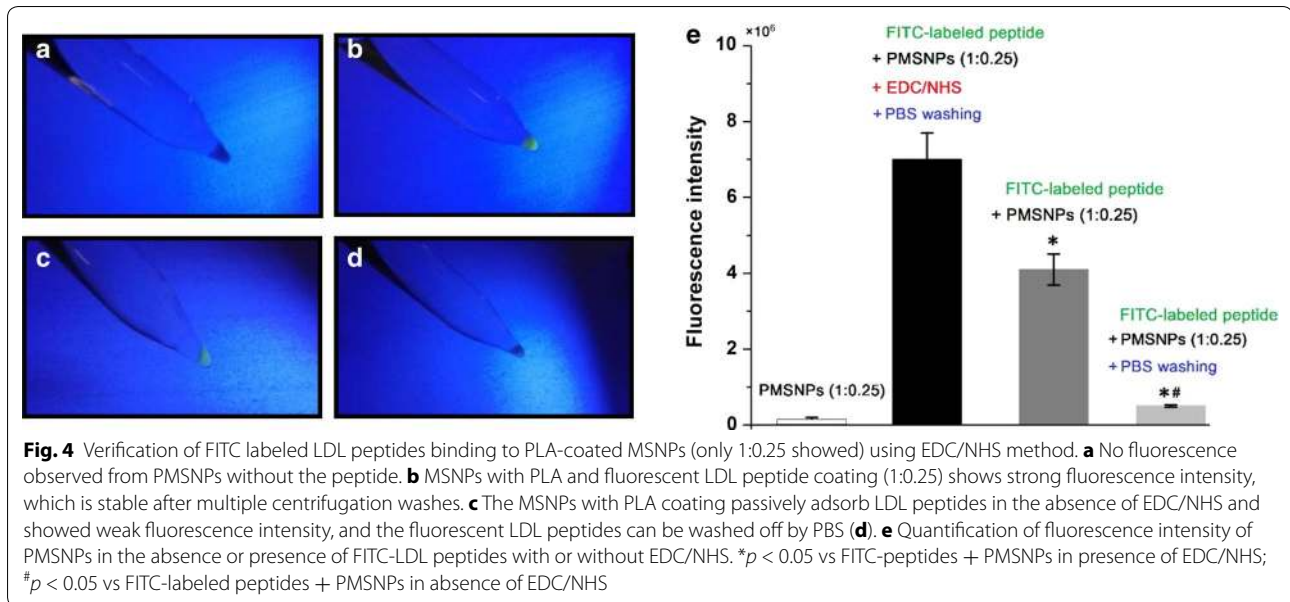 a
b
c
d
e
×10⁶
10
8
6
4
2
0
Fluorescence intensity
PMSNPs (1:0.25)
FITC-labeled peptide
+ PMSNPs (1:0.25)
+ EDC/NHS
+ PBS washing
FITC-labeled peptide
+ PMSNPs (1:0.25)
*
FITC-labeled peptide
+ PMSNPs (1:0.25)
+ PBS washing
*#
Fig. 4 Verification of FITC labeled LDL peptides binding to PLA-coated MSNPs (only 1:0.25 showed) using EDC/NHS method. a No fluorescence
observed from PMSNPs without the peptide. b MSNPs with PLA and fluorescent LDL peptide coating (1:0.25) shows strong fluorescence intensity,
which is stable after multiple centrifugation washes. c The MSNPs with PLA coating passively adsorb LDL peptides in the absence of EDC/NHS and
showed weak fluorescence intensity, and the fluorescent LDL peptides can be washed off by PBS (d). e Quantification of fluorescence intensity of
PMSNPs in the absence or presence of FITC-LDL peptides with or without EDC/NHS. *p < 0.05 vs FITC-peptides + PMSNPs in presence of EDC/NHS;
#p < 0.05 vs FITC-labeled peptides + PMSNPs in absence of EDC/NHS